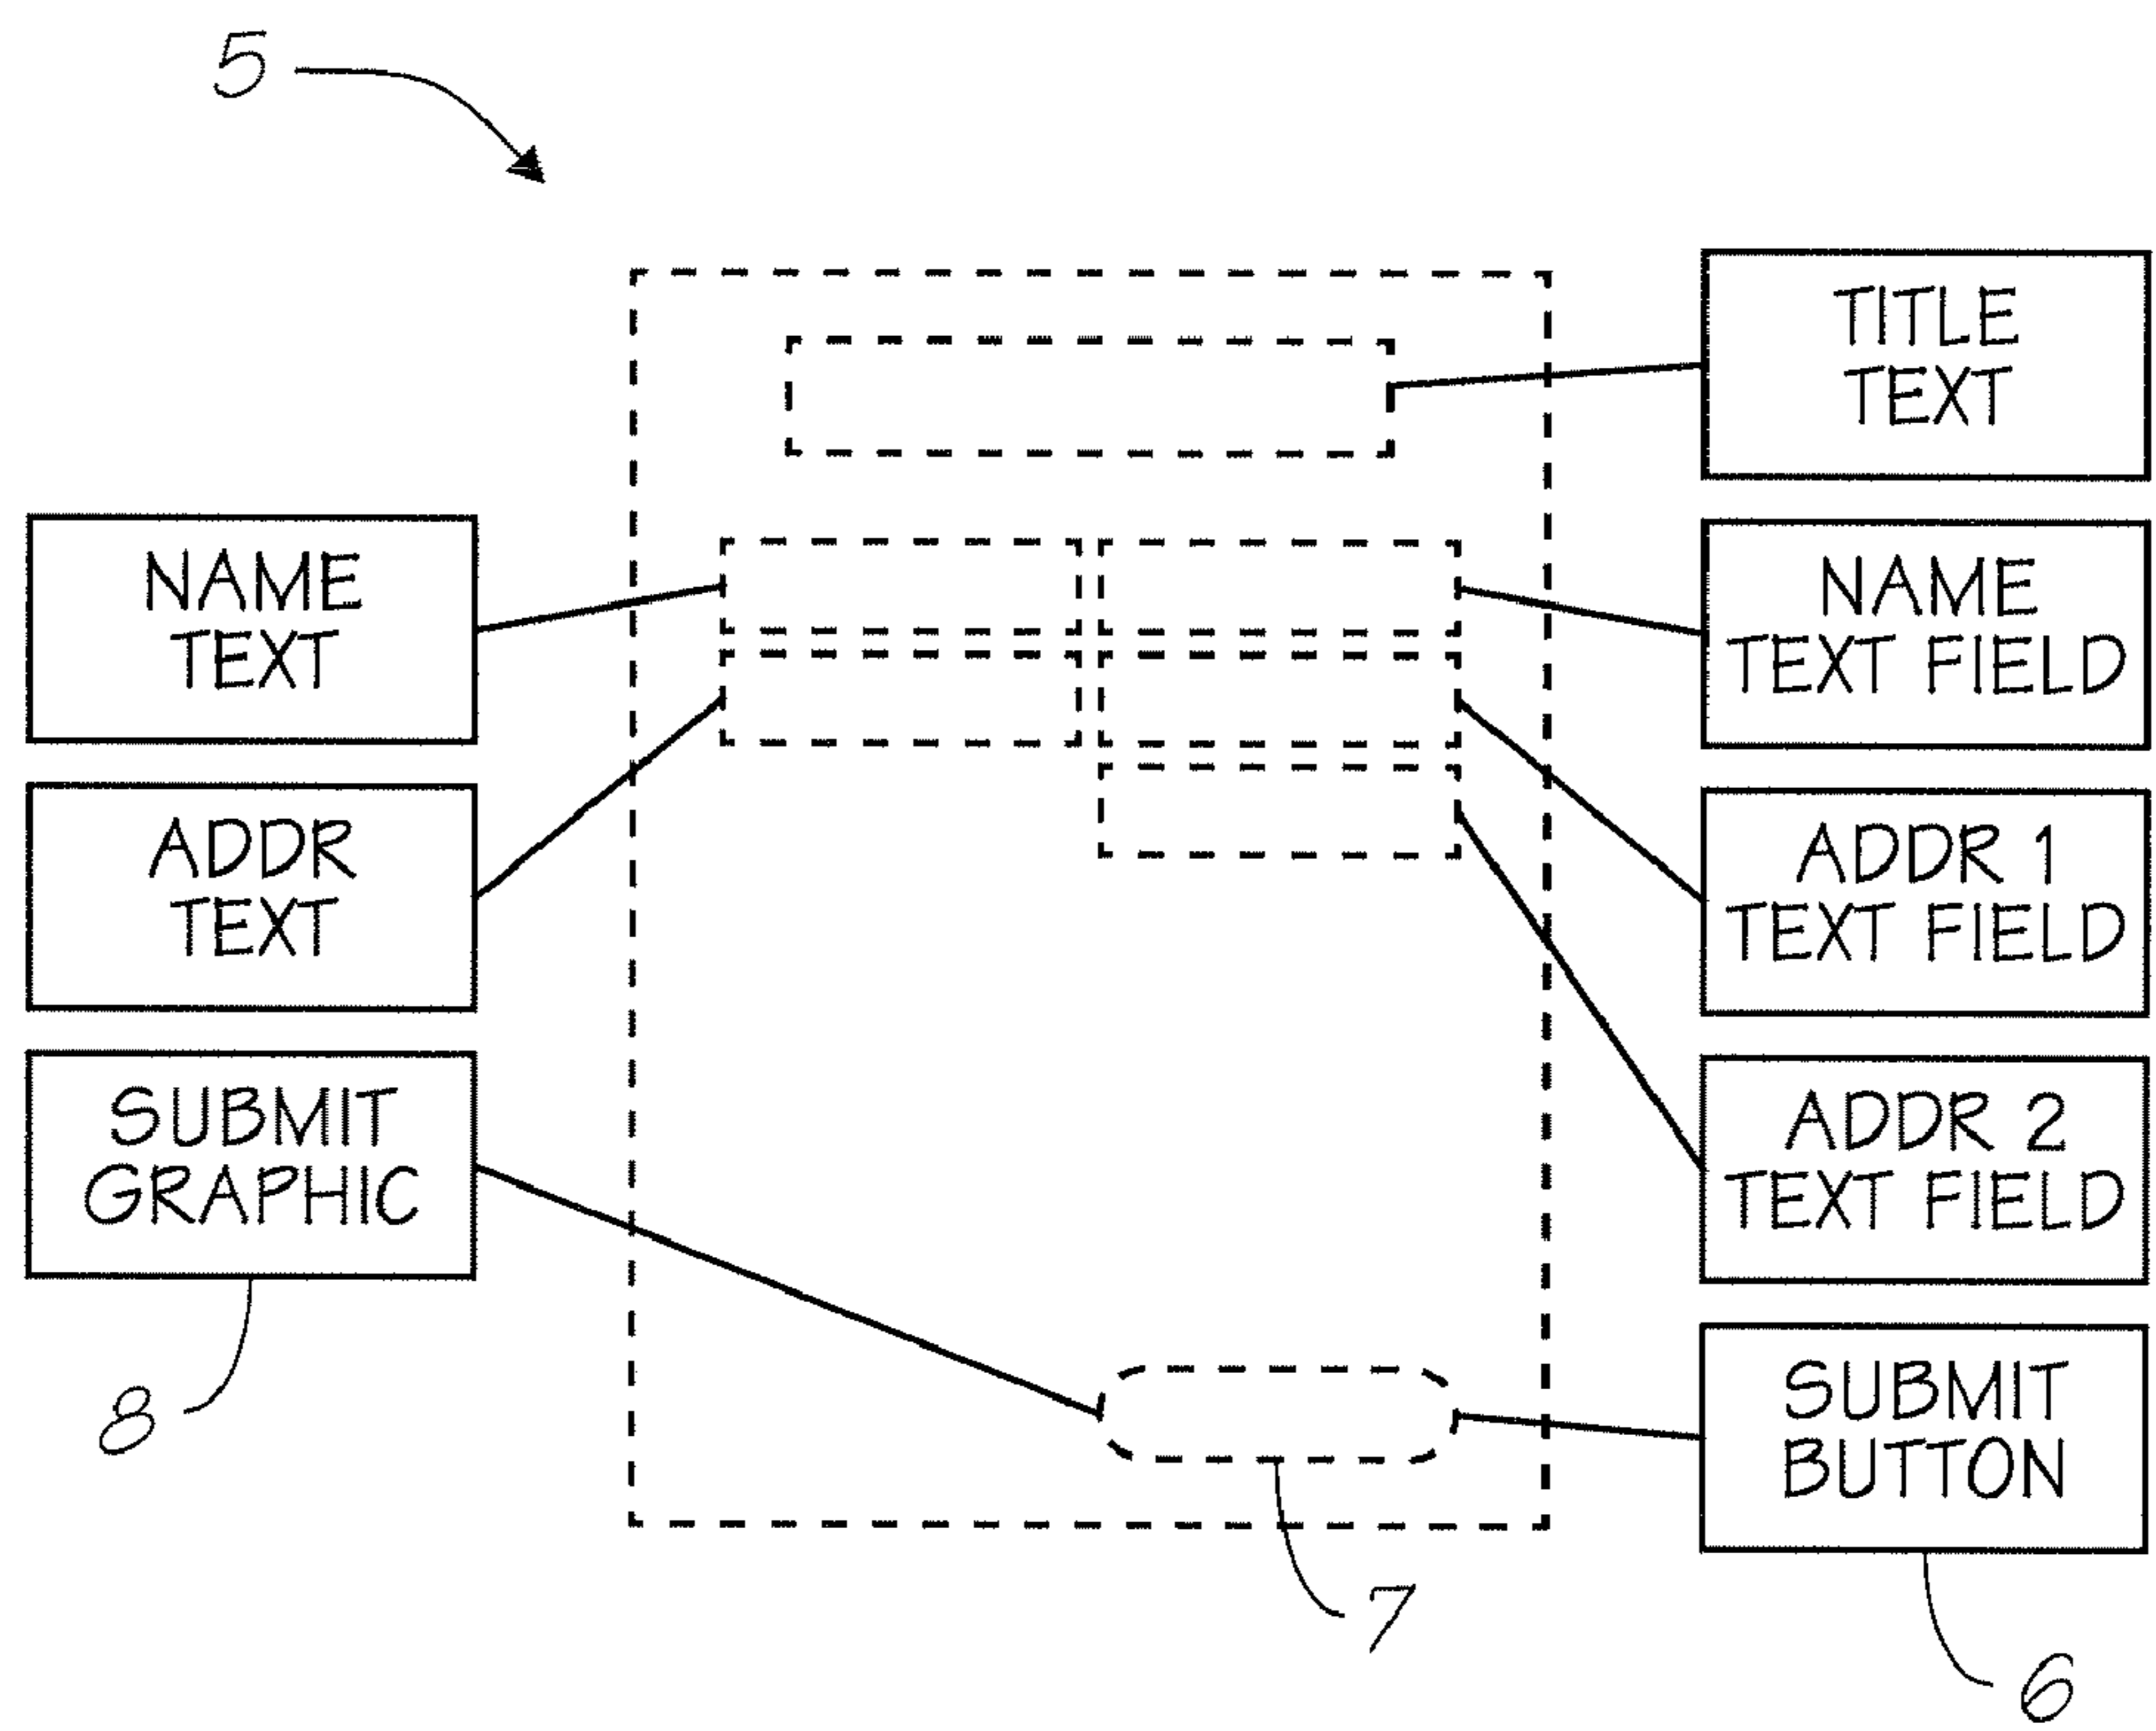 5
TITLE
TEXT
NAME
TEXT
NAME
TEXT FIELD
ADDR
TEXT
ADDR 1
TEXT FIELD
SUBMIT
GRAPHIC
ADDR 2
TEXT FIELD
SUBMIT
BUTTON
8
7
6